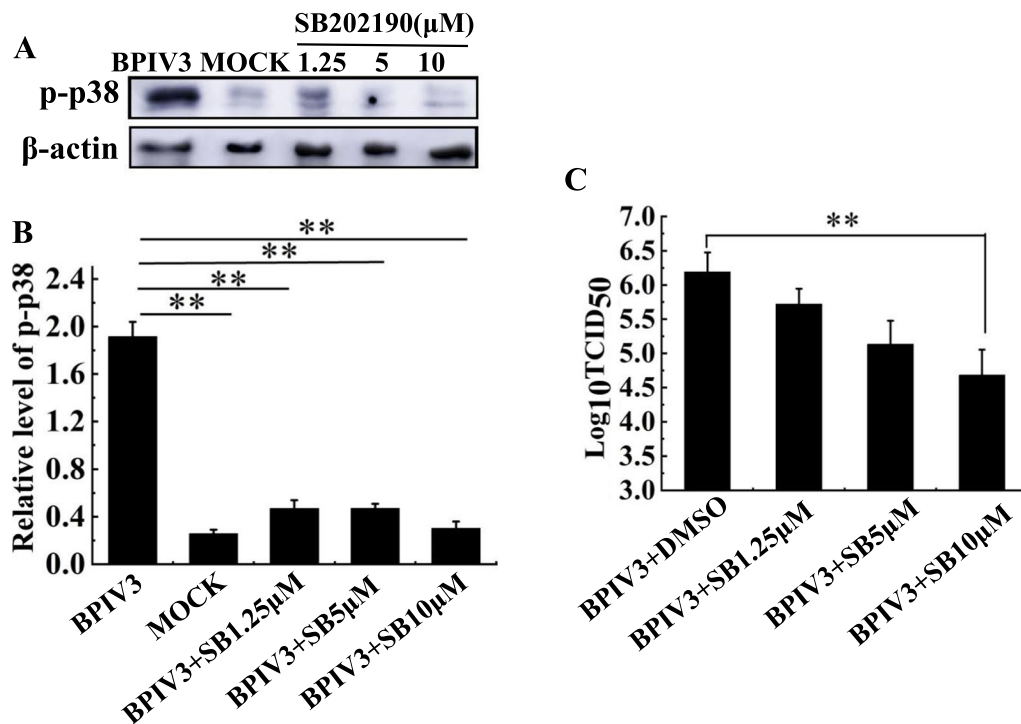 A
SB202190(µM)
BPIV3 MOCK 1.25 5 10
p-p38
β-actin
B
**
**
**
**
Relative level of p-p38
2.4
2.0
1.6
1.2
0.8
0.4
0.0
BPIV3
MOCK
BPIV3+SB1.25µM
BPIV3+SB5µM
BPIV3+SB10µM
C
**
Log10TCID50
7.0
6.5
6.0
5.5
5.0
4.5
4.0
3.5
3.0
BPIV3+DMSO
BPIV3+SB1.25µM
BPIV3+SB5µM
BPIV3+SB10µM